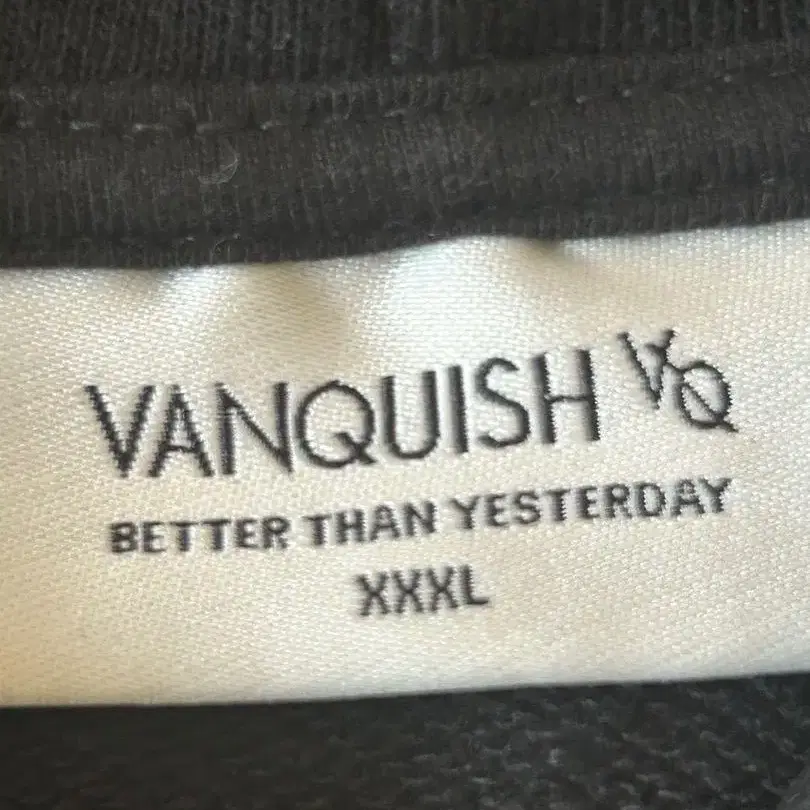 VANQUISH VQ
BETTER THAN YESTERDAY
XXXL